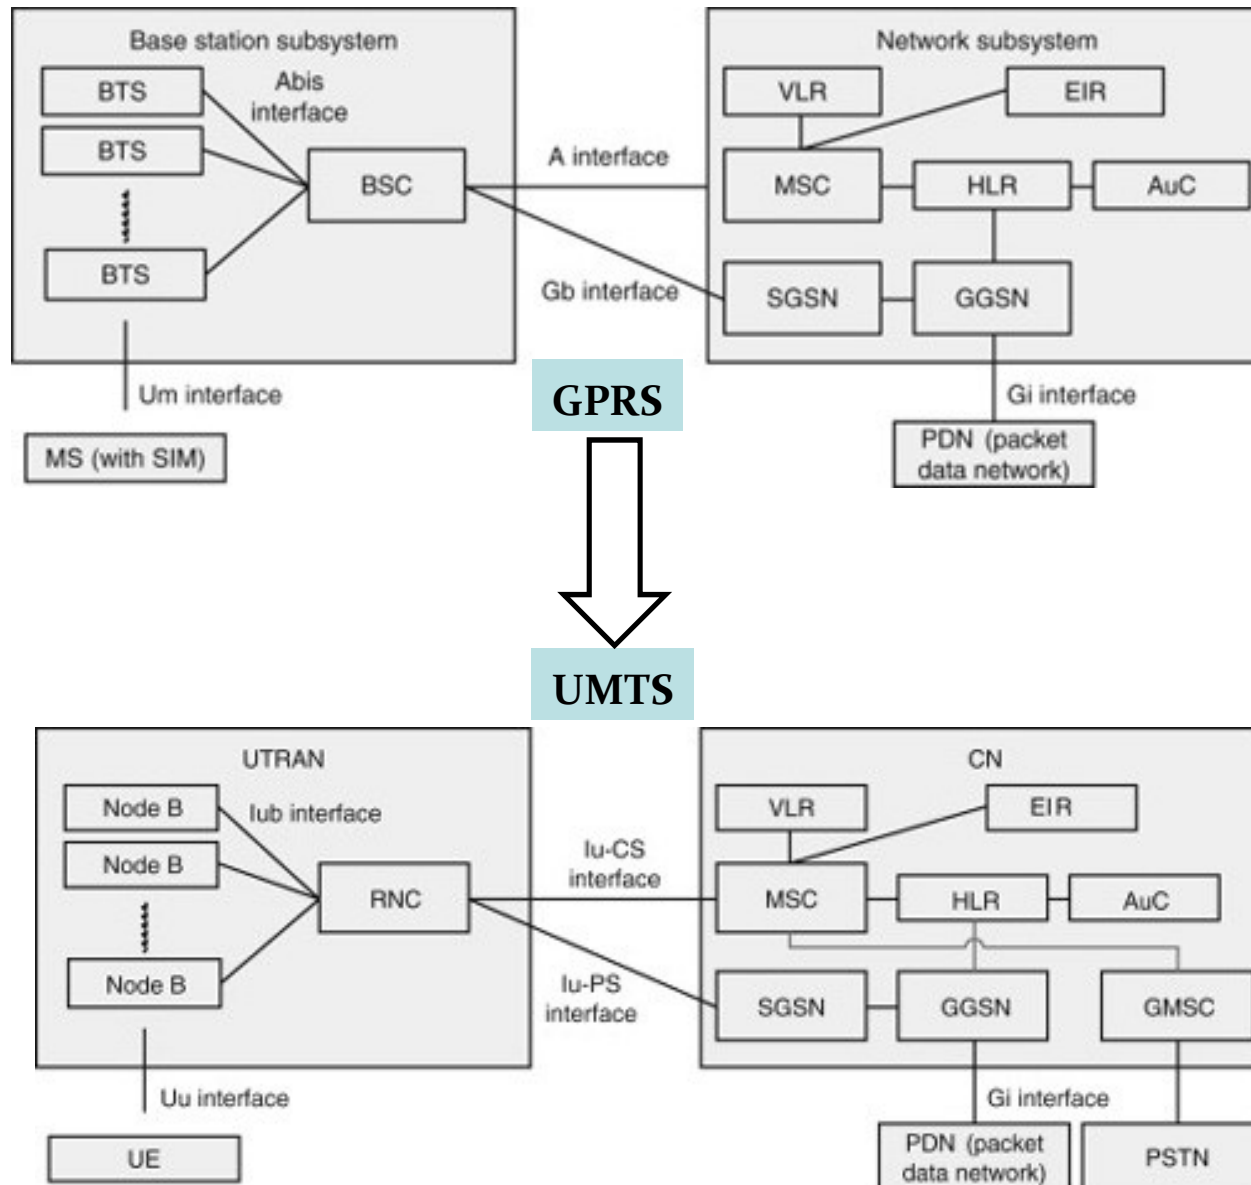 Base station subsystem
Network subsystem
BTS
Abis
interface
VLR
EIR
BTS
A interface
BSC
MSC
HLR
AuC
BTS
Gb interface
SGSN
GGSN
Um interface
GPRS
Gi interface
MS (with SIM)
PDN (packet
data network)
UMTS
UTRAN
CN
Node B
Iub interface
VLR
EIR
Node B
Iu-CS
interface
RNC
MSC
HLR
AuC
Node B
Iu-PS
interface
SGSN
GGSN
GMSC
Uu interface
Gi interface
UE
PDN (packet
data network)
PSTN